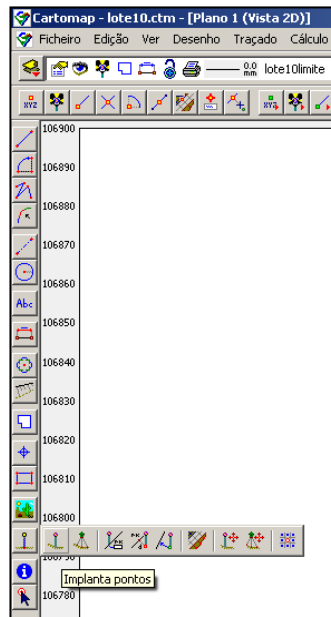 Cartomap - lote10.ctm - [Plano 1 (Vista 2D)]
Ficheiro Edição Ver Desenho Traçado Cálculo
0.0 mm lote10limite
XYZ
106900
106890
106880
106870
106860
Abc
106850
106840
106830
106820
106810
106800
Implanta pontos
106780